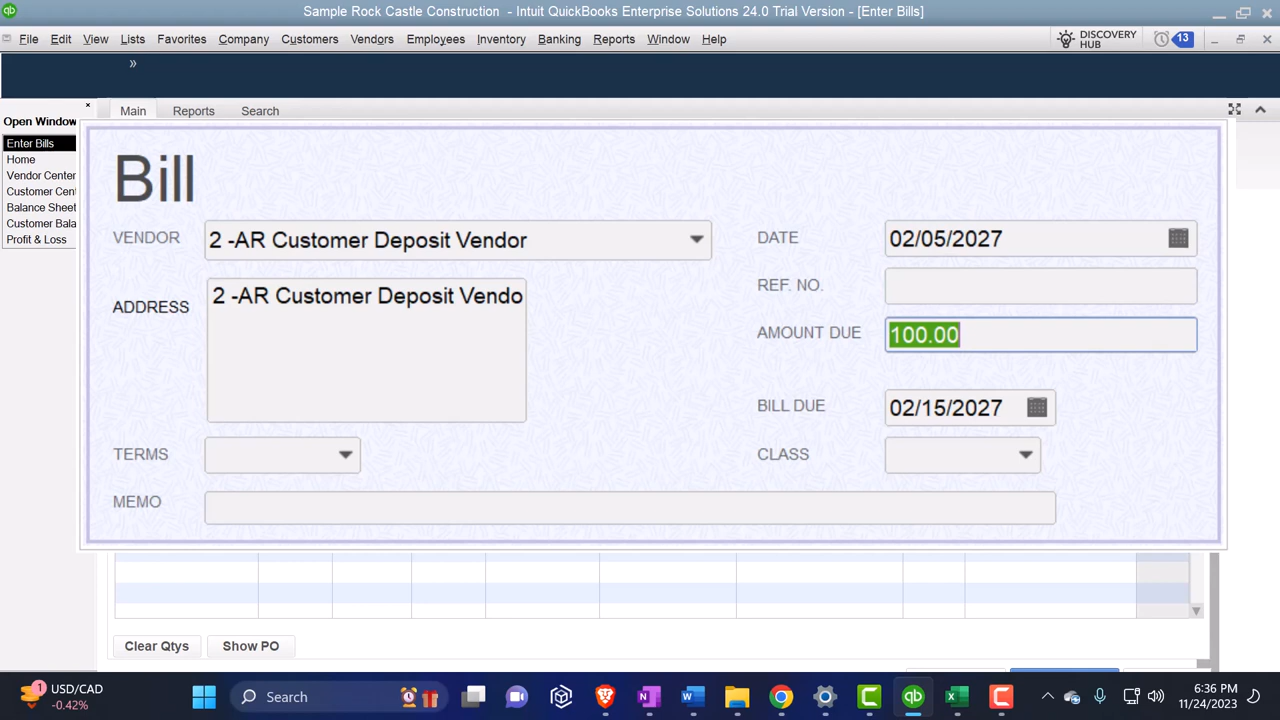 Sample Rock Castle Construction - Intuit QuickBooks Enterprise Solutions 24.0 Trial Version - [Enter Bills]
File Edit View Lists Favorites Company Customers Vendors Employees Inventory Banking Reports Window Help
DISCOVERY HUB
13
»
Main Reports Search
Open Window
Enter Bills
Home
Vendor Center
Customer Cent
Balance Sheet
Customer Bala
Profit & Loss
Bill
VENDOR 2 -AR Customer Deposit Vendor
DATE 02/05/2027
REF. NO.
ADDRESS 2 -AR Customer Deposit Vendo
AMOUNT DUE 100.00
BILL DUE 02/15/2027
TERMS
CLASS
MEMO
Clear Qtys Show PO
1 USD/CAD
-0.42%
Search
6:36 PM
11/24/2023